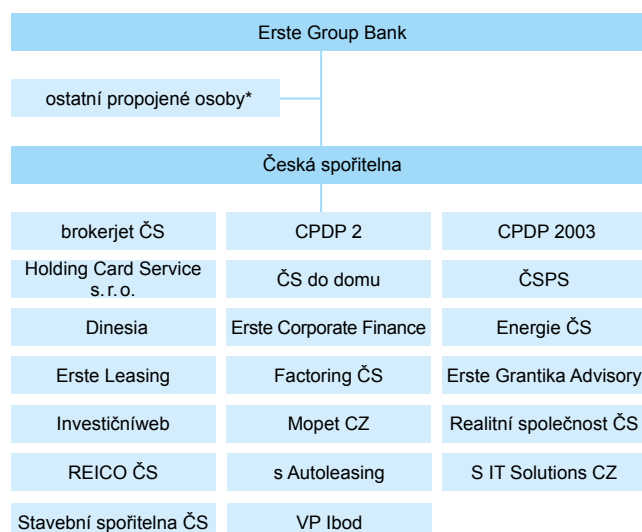 Erste Group Bank
ostatní propojené osoby*
Česká spořitelna
brokerjet ČS
CPDP 2
CPDP 2003
Holding Card Service
s. r. o.
ČS do domu
ČSPS
Dinesia
Erste Corporate Finance
Energie ČS
Erste Leasing
Factoring ČS
Erste Grantika Advisory
Investičníweb
Mopet CZ
Realitní společnost ČS
REICO ČS
s Autoleasing
S IT Solutions CZ
Stavební spořitelna ČS
VP Ibod